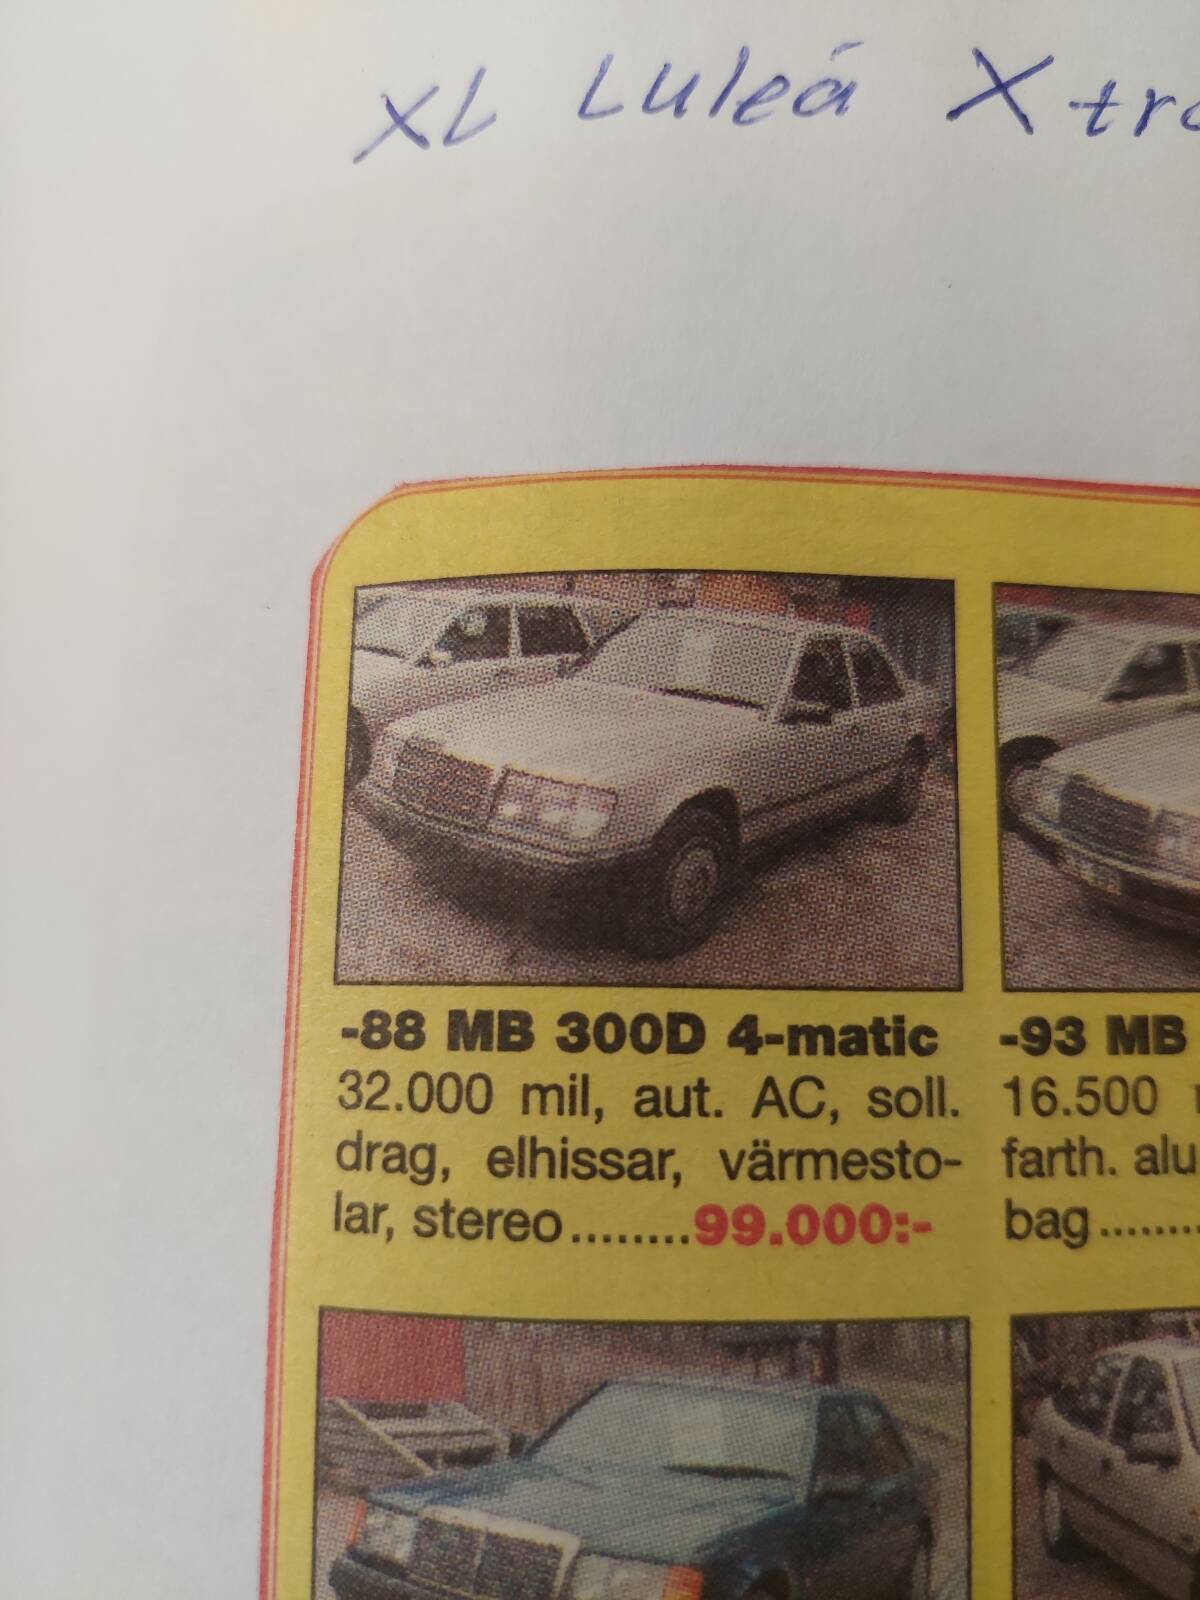 XL Luleå Xtra
-88 MB 300D 4-matic
32.000 mil, aut. AC, soll.
drag, elhissar, värmesto-
lar, stereo........99.000:-
-93 MB
16.500
farth. alu
bag........